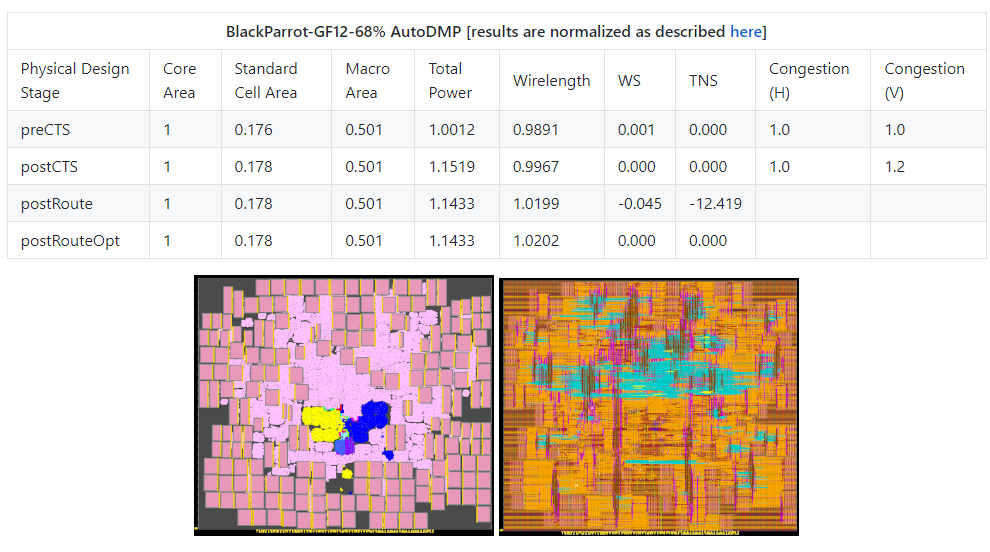 BlackParrot-GF12-68% AutoDMP [results are normalized as described here]
Physical Design Stage Core Area Standard Cell Area Macro Area Total Power Wirelength WS TNS Congestion (H) Congestion (V)
preCTS 1 0.176 0.501 1.0012 0.9891 0.001 0.000 1.0 1.0
postCTS 1 0.178 0.501 1.1519 0.9967 0.000 0.000 1.0 1.2
postRoute 1 0.178 0.501 1.1433 1.0199 -0.045 -12.419
postRouteOpt 1 0.178 0.501 1.1433 1.0202 0.000 0.000